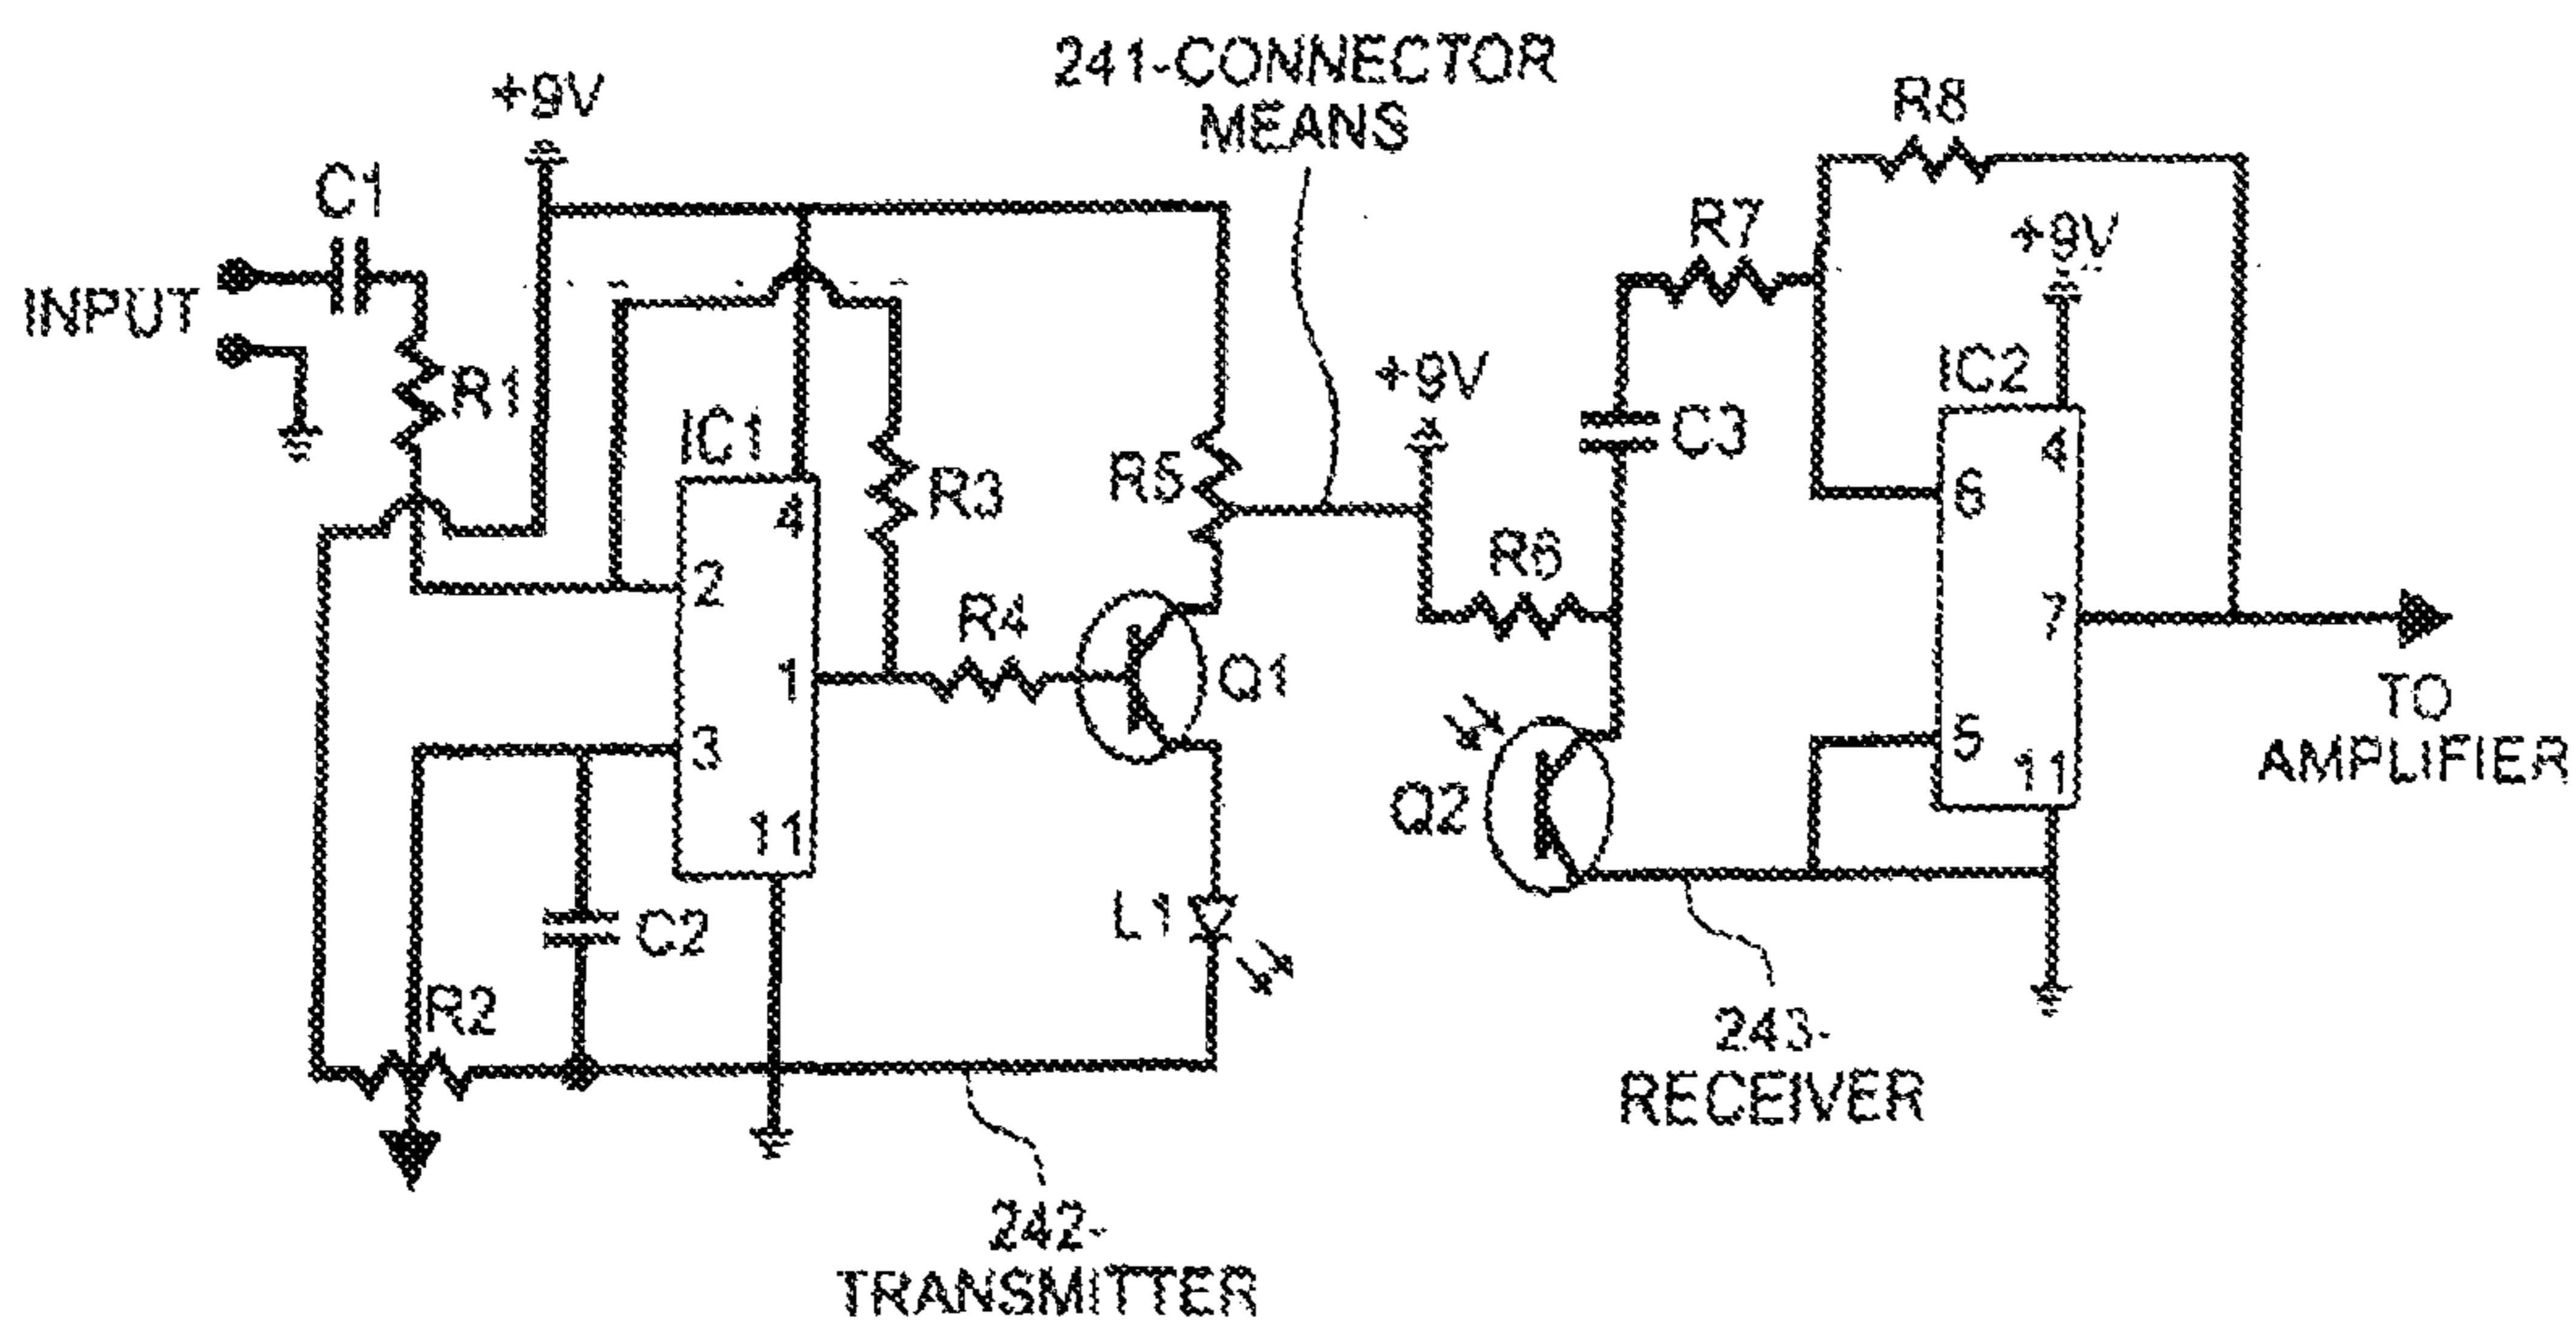 241-CONNECTOR
MEANS
+9V
C1
INPUT
R1
IC1
4
2
1
3
11
R3
R4
R5
Q1
C2
R2
L1
242-
TRANSMITTER
+9V
R6
R7
R8
C3
+9V
IC2
4
6
7
5
11
Q2
TO
AMPLIFIER
243-
RECEIVER